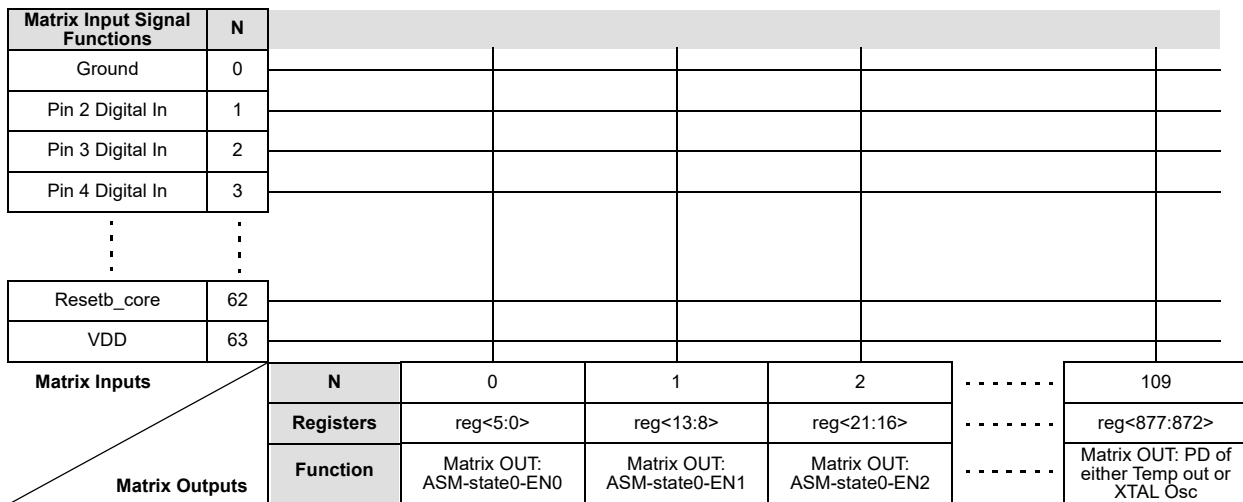 Matrix Input Signal
Functions
N
Ground
0
Pin 2 Digital In
1
Pin 3 Digital In
2
Pin 4 Digital In
3
Resetb_core
62
VDD
63
Matrix Inputs
Matrix Outputs
N
0
1
2
109
Registers
reg<5:0>
reg<13:8>
reg<21:16>
reg<877:872>
Function
Matrix OUT:
ASM-state0-EN0
Matrix OUT:
ASM-state0-EN1
Matrix OUT:
ASM-state0-EN2
Matrix OUT: PD of
either Temp out or
XTAL Osc